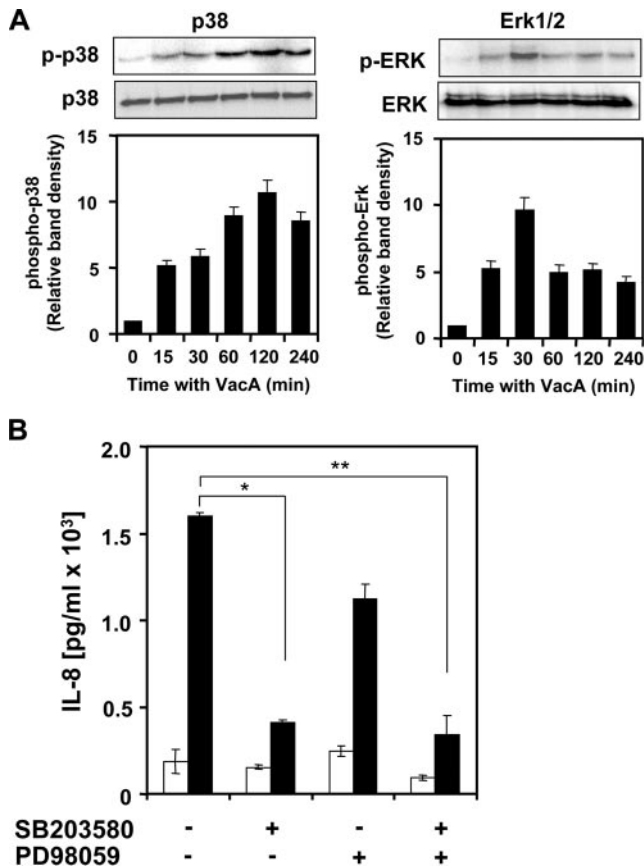 A
p38
Erk1/2
p-p38
p38
p-ERK
ERK
phospho-p38
(Relative band density)
15
10
5
0
0 15 30 60 120 240
Time with VacA (min)
phospho-Erk
(Relative band density)
15
10
5
0
0 15 30 60 120 240
Time with VacA (min)
B
IL-8 [pg/ml x 10³]
2.0
1.5
1.0
0.5
0
*
**
SB203580 - + - +
PD98059 - - + +